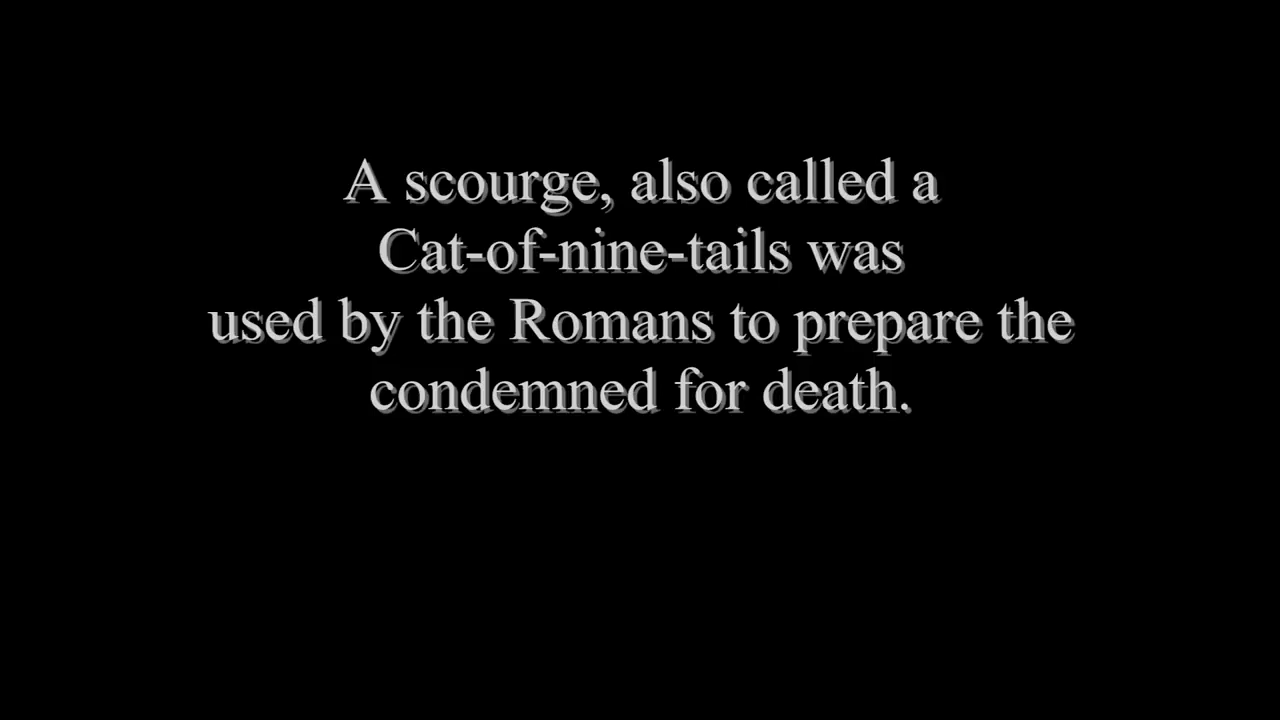 A scourge, also called a
Cat-of-nine-tails was
used by the Romans to prepare the
condemned for death.